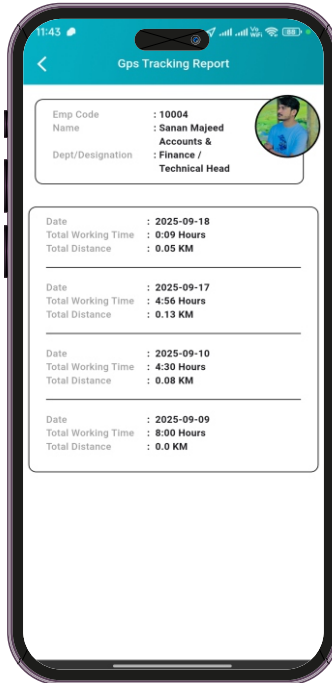 11:43
Gps Tracking Report
Emp Code : 10004
Name : Sanan Majeed
Dept/Designation : Accounts &
Finance /
Technical Head
Date : 2025-09-18
Total Working Time : 0:09 Hours
Total Distance : 0.05 KM
Date : 2025-09-17
Total Working Time : 4:56 Hours
Total Distance : 0.13 KM
Date : 2025-09-10
Total Working Time : 4:30 Hours
Total Distance : 0.08 KM
Date : 2025-09-09
Total Working Time : 8:00 Hours
Total Distance : 0.0 KM